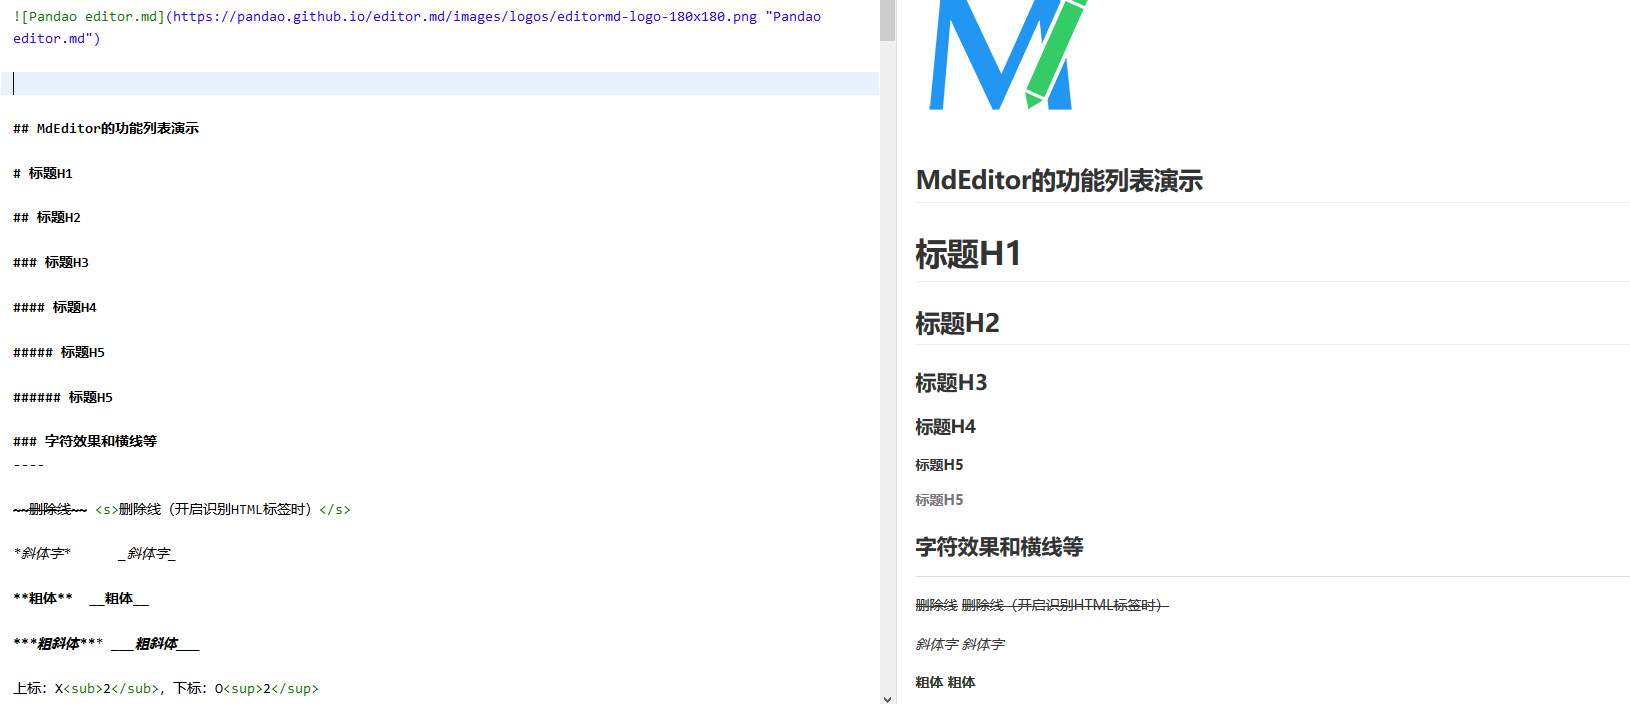 ![Pandao editor.md](https://pandao.github.io/editor.md/images/logos/editormd-logo-180x180.png "Pandao
editor.md")
## MdEditor的功能列表演示
# 标题H1
## 标题H2
### 标题H3
#### 标题H4
##### 标题H5
###### 标题H5
### 字符效果和横线等
----
~~删除线~~ <s>删除线（开启识别HTML标签时）</s>
*斜体字*      _斜体字_
**粗体**  __粗体__
***粗斜体*** ___粗斜体___
上标：X<sub>2</sub>，下标：O<sup>2</sup>
MdEditor的功能列表演示
标题H1
标题H2
标题H3
标题H4
标题H5
标题H5
字符效果和横线等
删除线 删除线（开启识别HTML标签时）
斜体字 斜体字
粗体 粗体